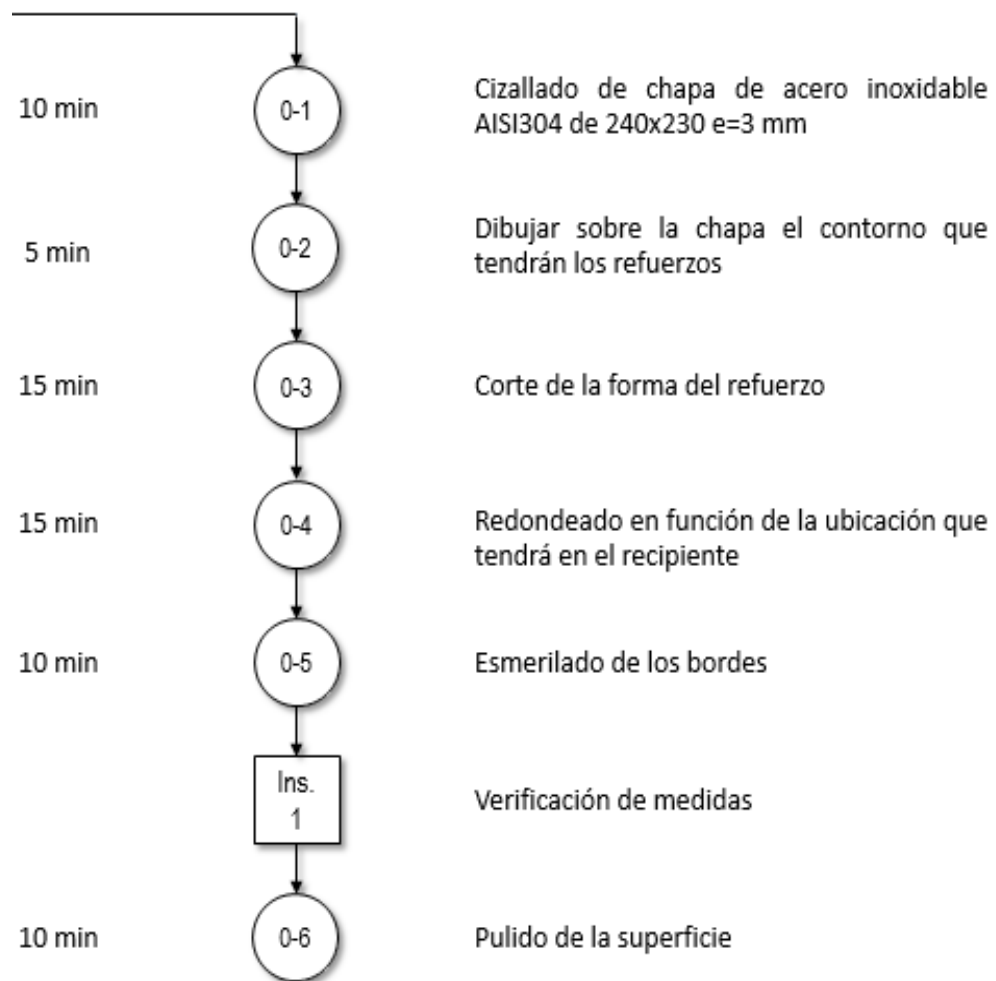 10 min
0-1
Cizallado de chapa de acero inoxidable
AISI304 de 240x230 e=3 mm
5 min
0-2
Dibujar sobre la chapa el contorno que
tendrán los refuerzos
15 min
0-3
Corte de la forma del refuerzo
15 min
0-4
Redondeado en función de la ubicación que
tendrá en el recipiente
10 min
0-5
Esmerilado de los bordes
Ins.
1
Verificación de medidas
10 min
0-6
Pulido de la superficie